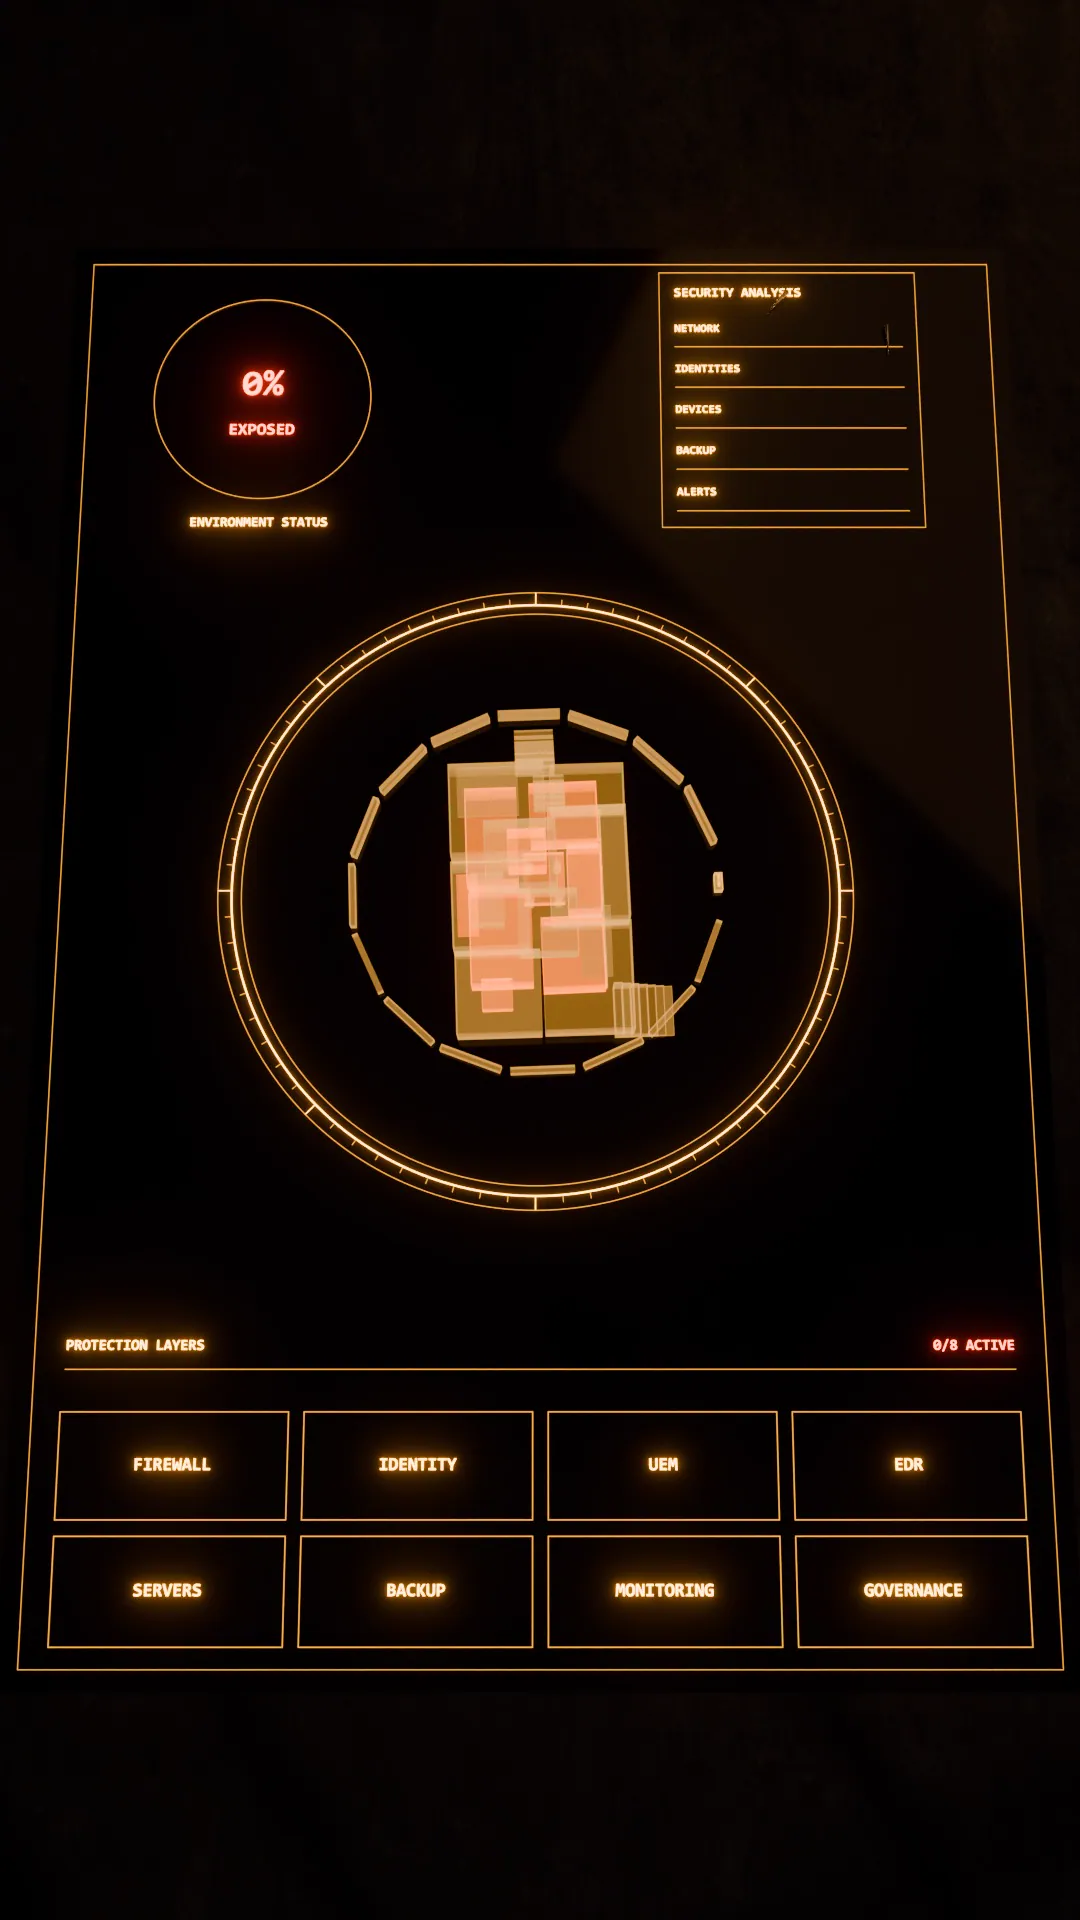 SECURITY ANALYSIS
NETWORK
IDENTITIES
DEVICES
BACKUP
ALERTS
0%
EXPOSED
ENVIRONMENT STATUS
PROTECTION LAYERS
0/8 ACTIVE
FIREWALL
IDENTITY
UEM
EDR
SERVERS
BACKUP
MONITORING
GOVERNANCE